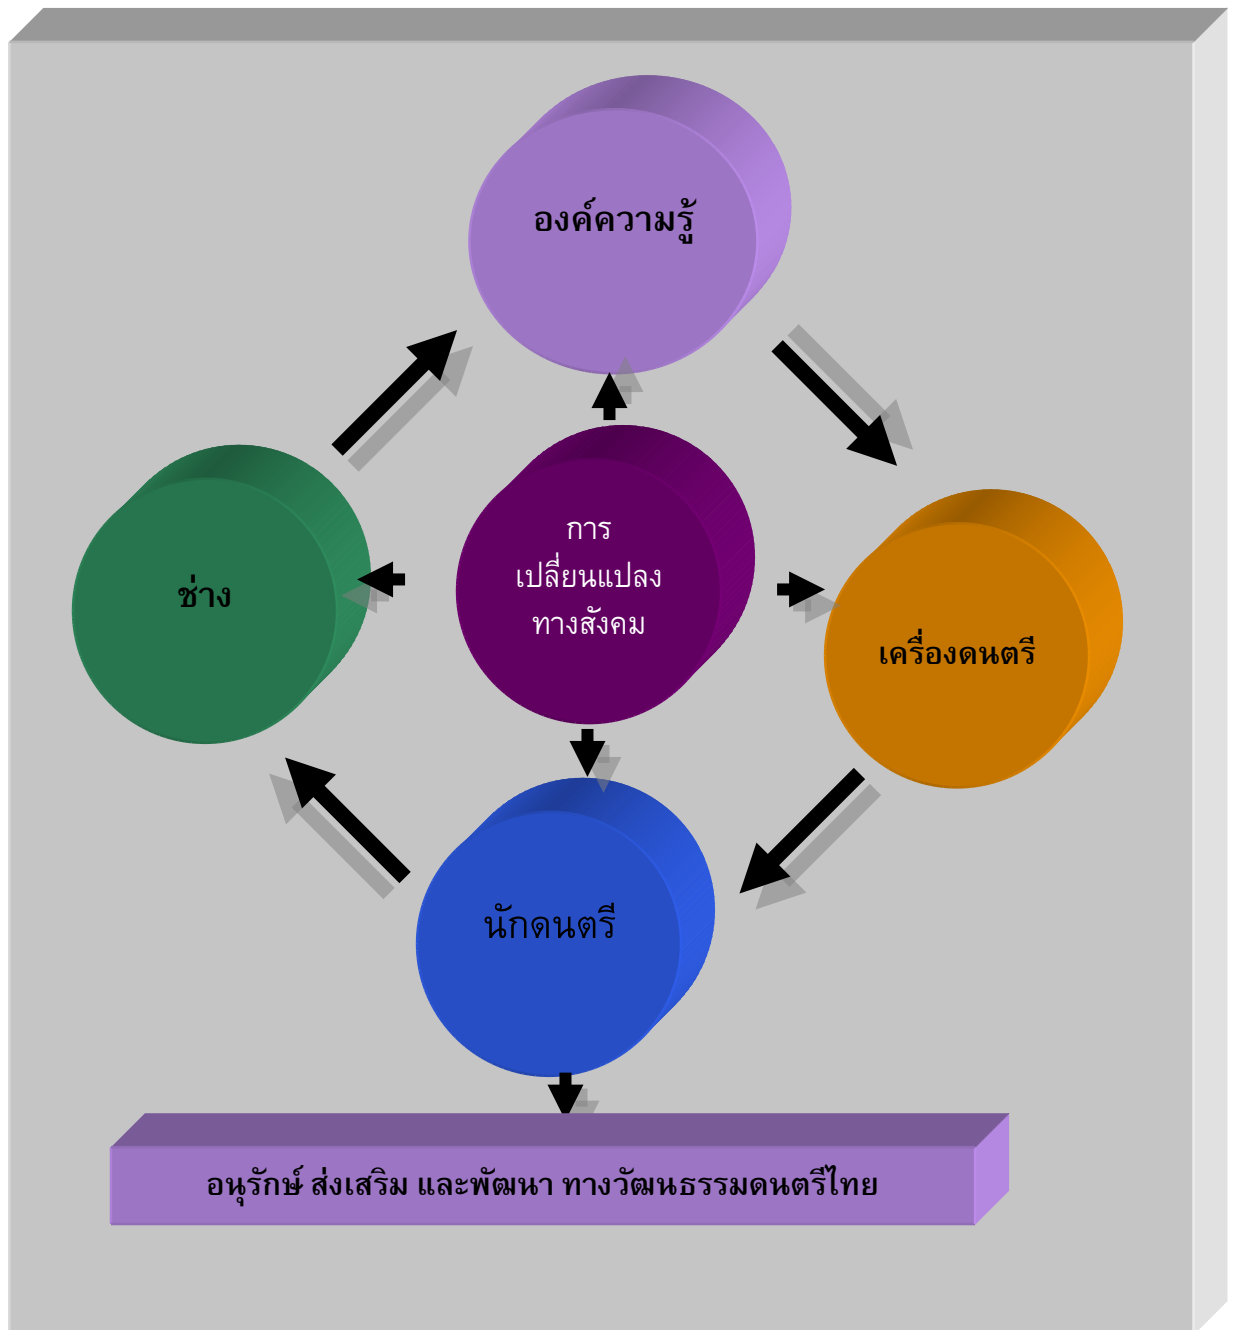 องค์ความรู้
การ
เปลี่ยนแปลง
ทางสังคม
ช่าง
เครื่องดนตรี
นักดนตรี
อนุรักษ์ ส่งเสริม และพัฒนา ทางวัฒนธรรมดนตรีไทย